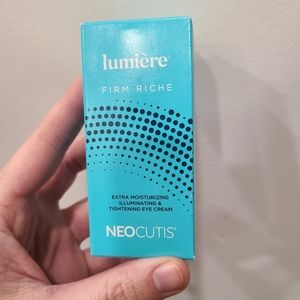 lumière®
FIRM RICHE
EXTRA MOISTURIZING
ILLUMINATING &
TIGHTENING EYE CREAM
NEOCUTIS®